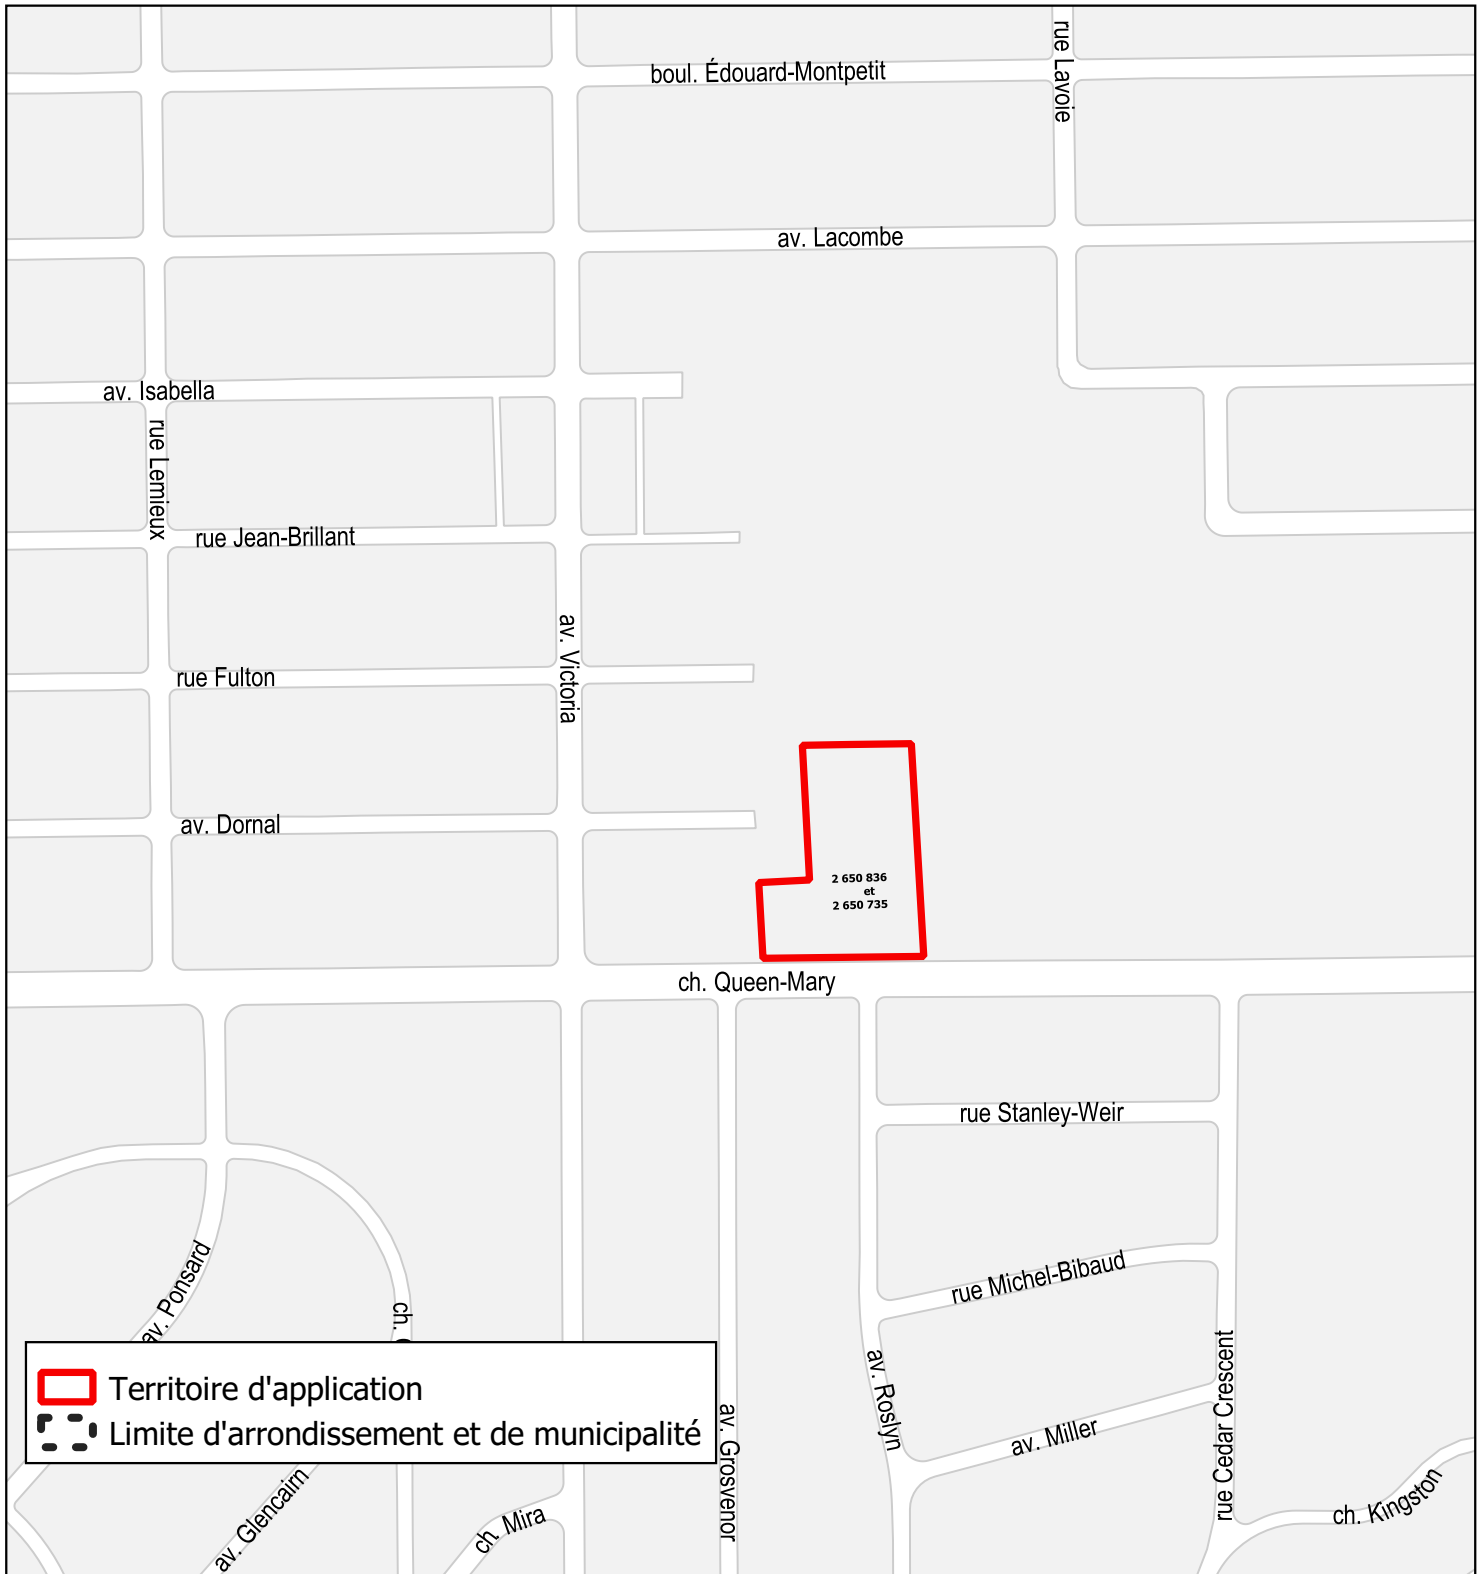 rue Lavoie
boul. Édouard-Montpetit
av. Lacombe
av. Isabella
rue Lemieux
rue Jean-Brillant
av. Victoria
rue Fulton
av. Dornal
2 650 836
et
2 650 735
ch. Queen-Mary
rue Stanley-Weir
av. Ponsard
rue Michel-Bibaud
ch.
Territoire d'application
Limite d'arrondissement et de municipalité
av. Roslyn
rue Cedar Crescent
av. Grosvenor
av. Miller
av. Glencairn
ch. Mira
ch. Kingston